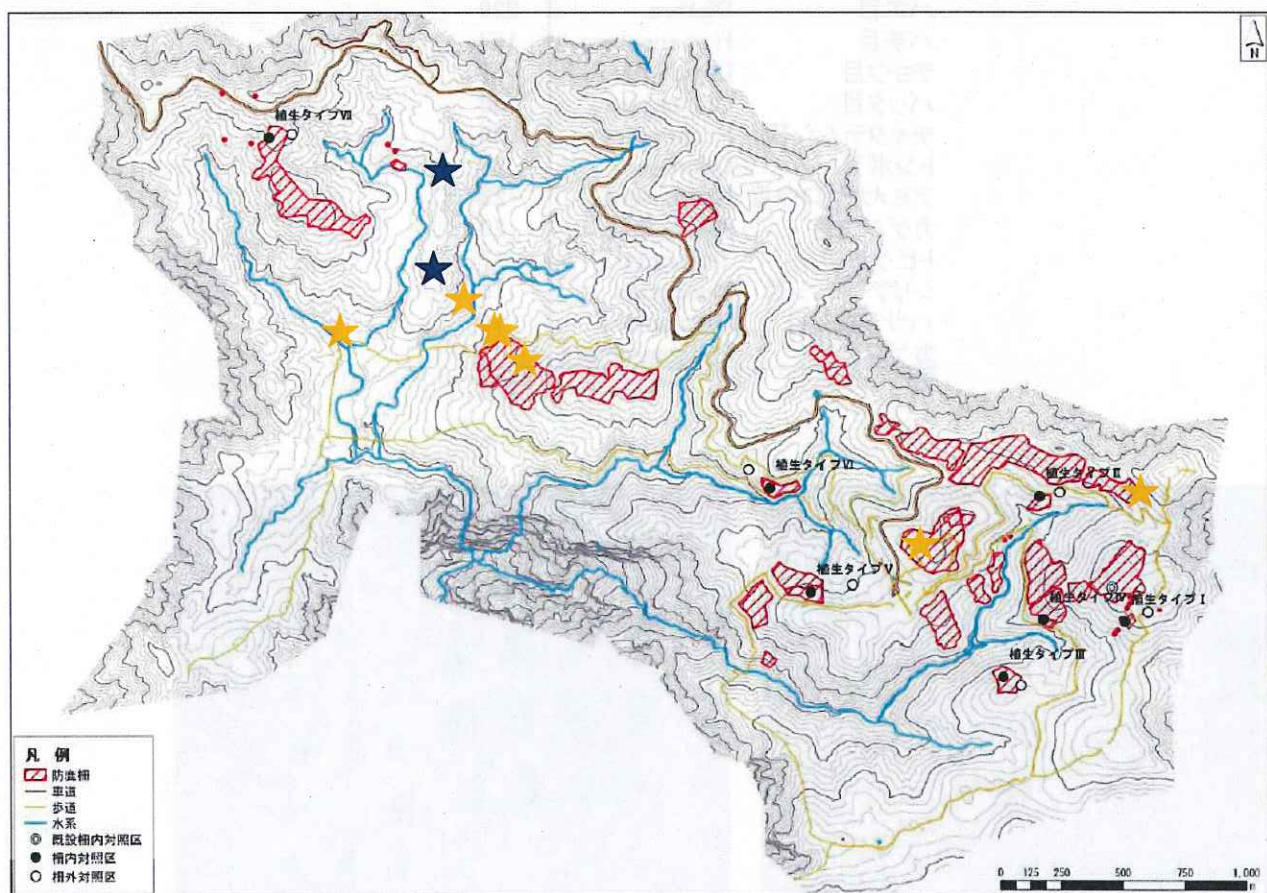 N
植生タイプⅦ
植生タイプⅥ
植生タイプⅡ
植生タイプⅤ
植生タイプⅣ
植生タイプⅠ
植生タイプⅢ
凡 例
防鹿柵
車道
歩道
水系
既設柵内対照区
柵内対照区
柵外対照区
0 125 250 500 750 1,000
m